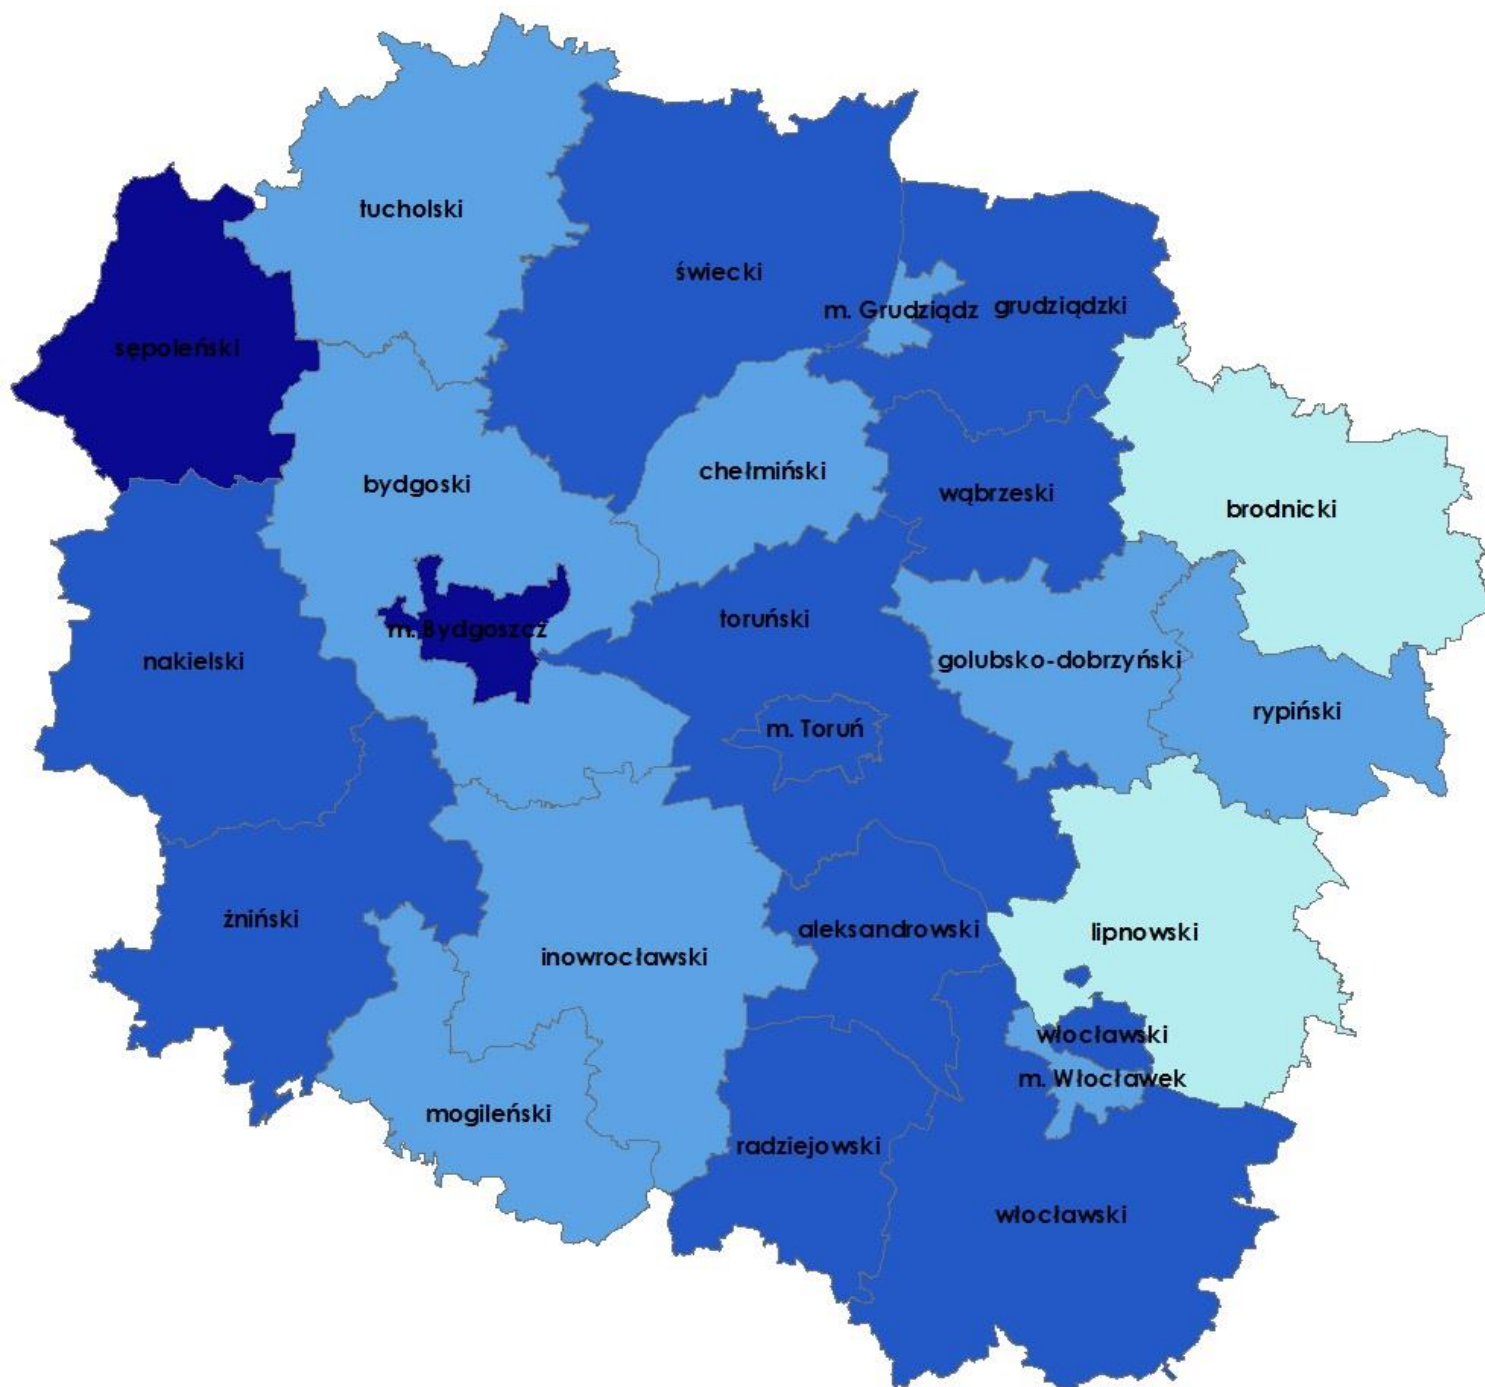 tucholski
świecki
m. Grudziądz
grudziądzki
sępoleński
chełmiński
bydgoski
wąbrzeski
brodnicki
m. Bydgoszcz
toruński
nakielski
golubsko-dobrzyński
rypiński
m. Toruń
żniński
aleksandrowski
lipnowski
inowrocławski
włocławski
m. Włocławek
mogileński
radziejowski
włocławski